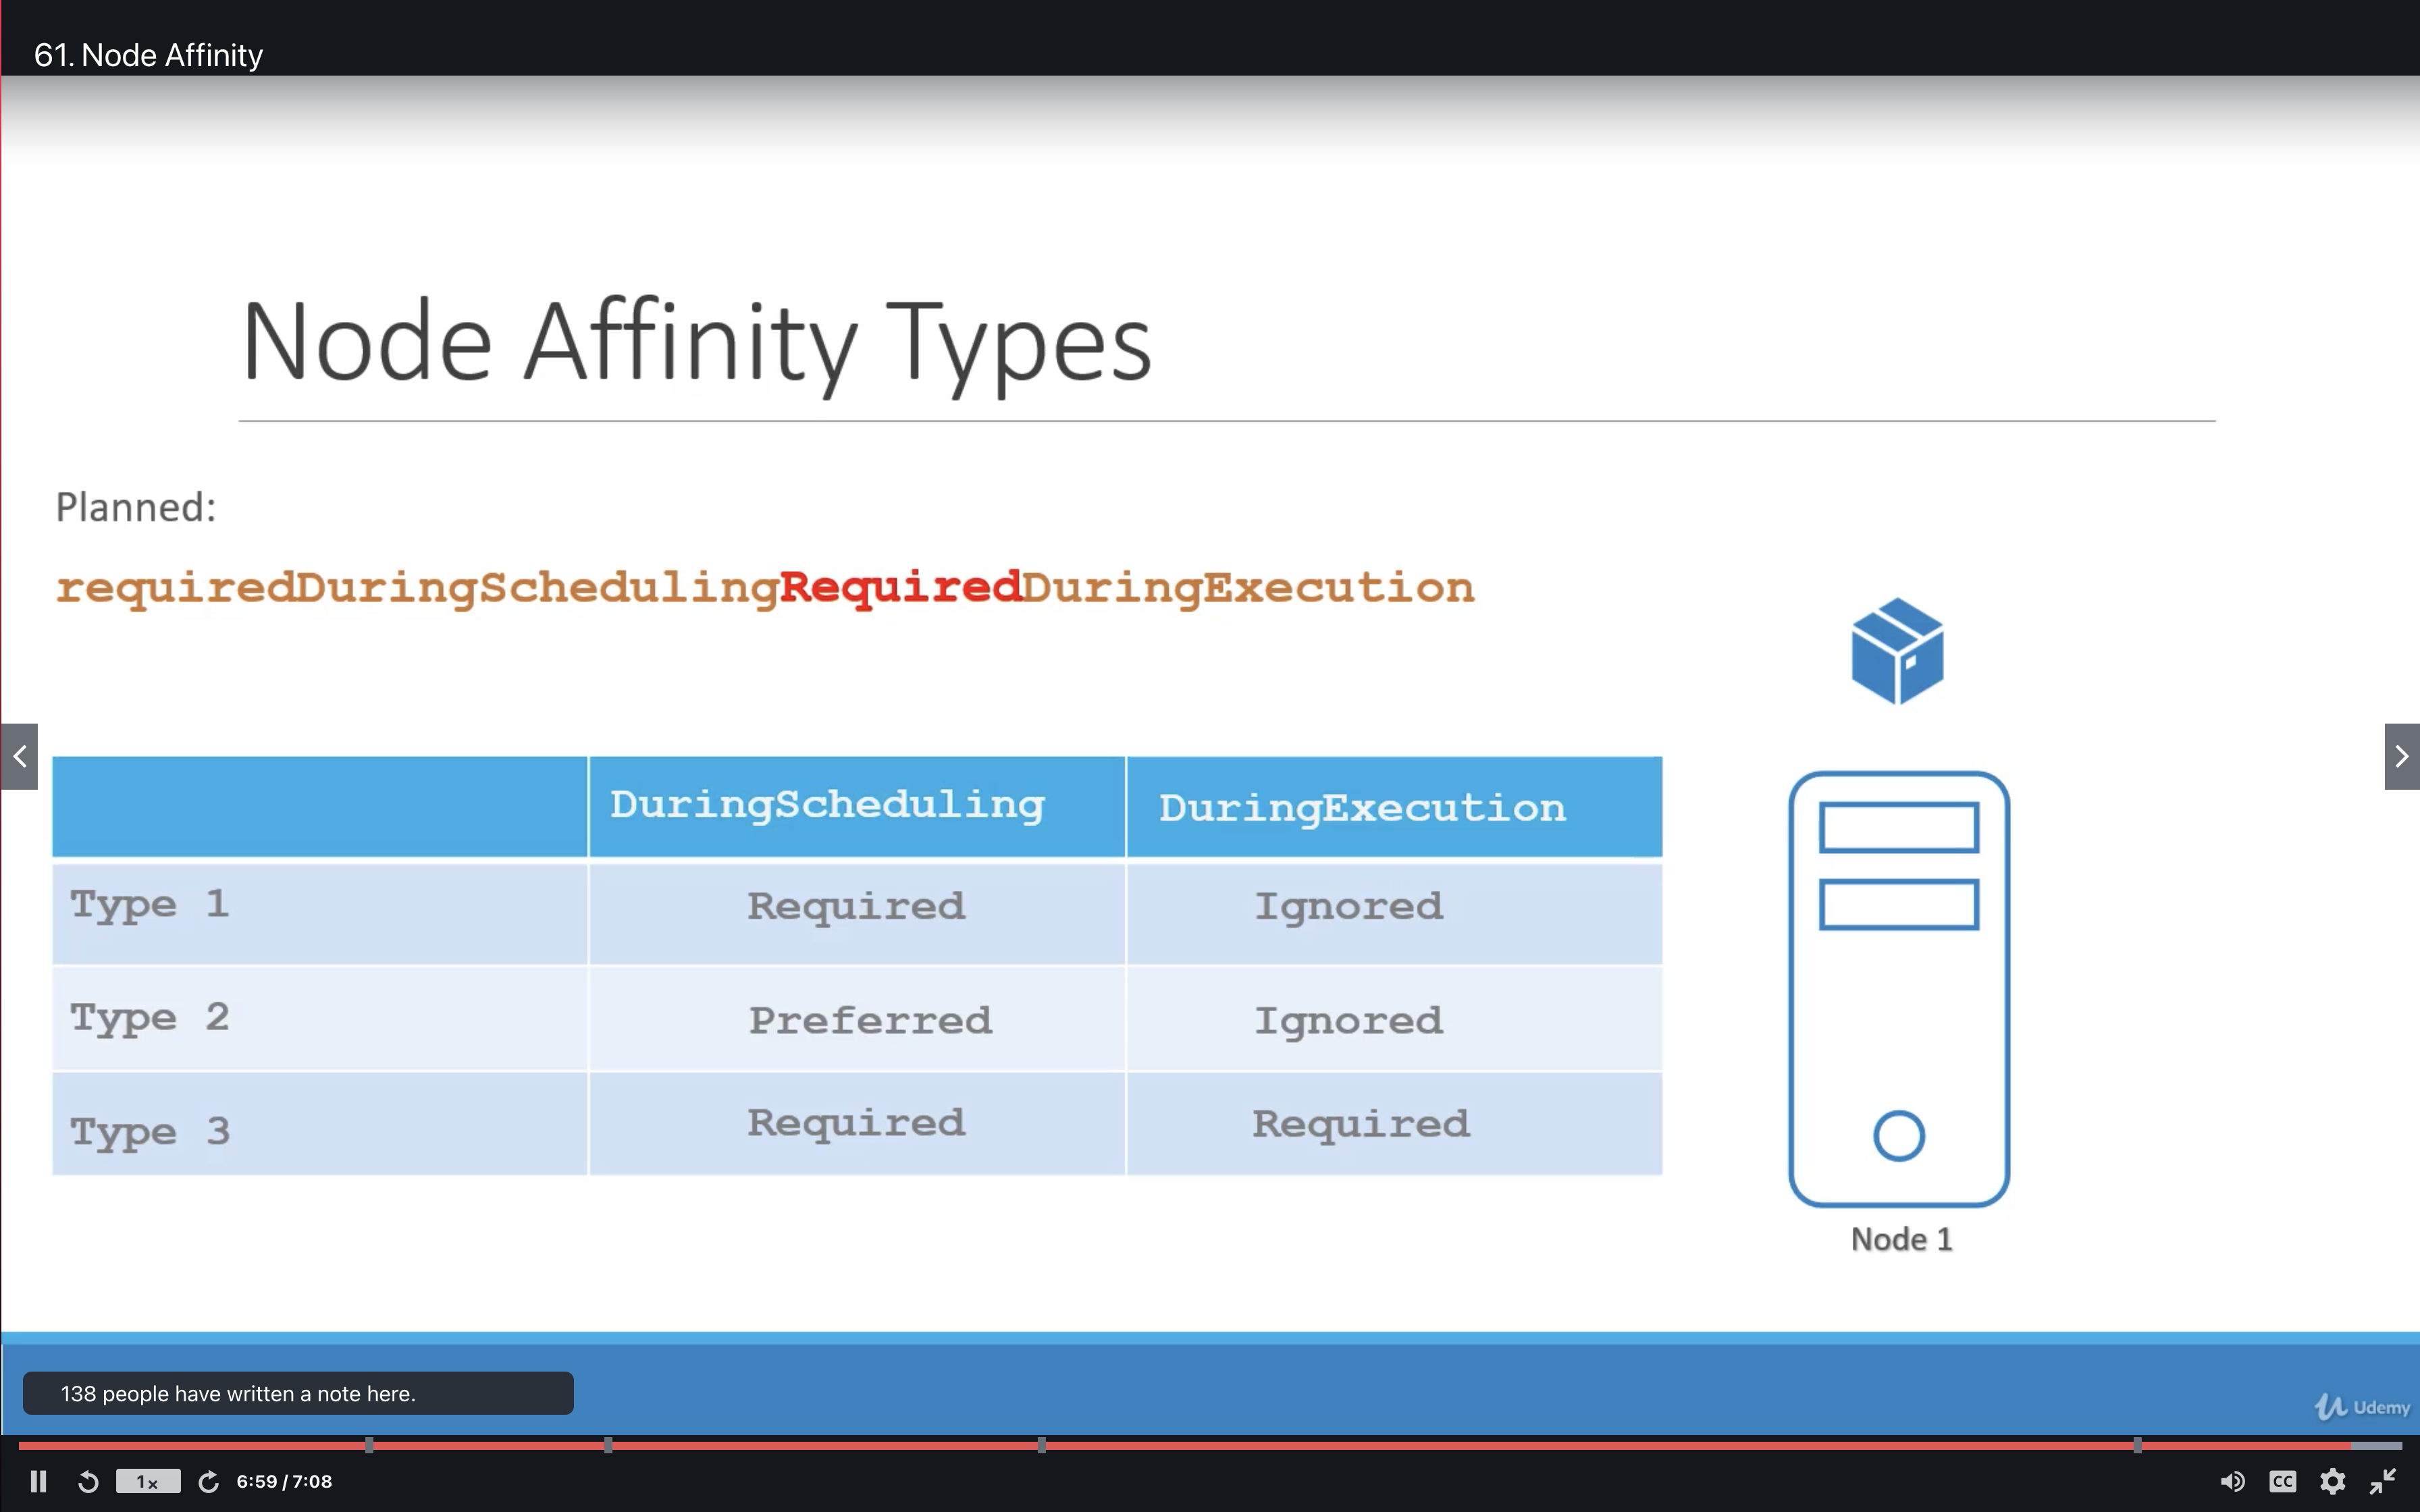 61. Node Affinity
Node Affinity Types
Planned:
requiredDuringSchedulingRequiredDuringExecution
DuringScheduling DuringExecution
Type 1 Required Ignored
Type 2 Preferred Ignored
Type 3 Required Required
Node 1
138 people have written a note here.
Udemy
1x 6:59 / 7:08 CC